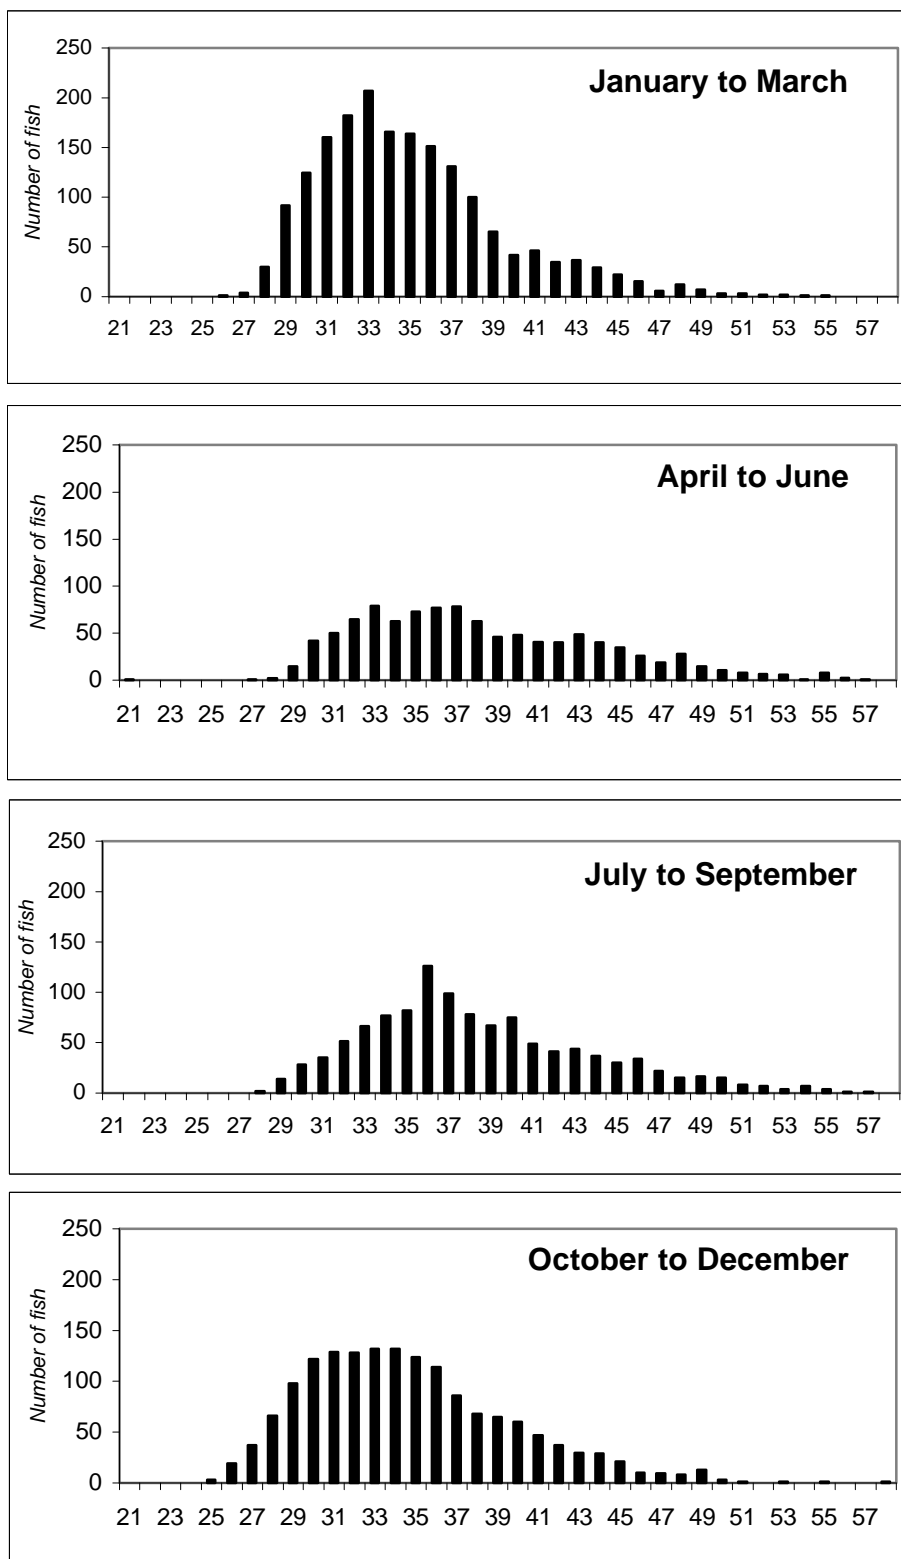 January to March
Number of fish
250
200
150
100
50
0
21 23 25 27 29 31 33 35 37 39 41 43 45 47 49 51 53 55 57
April to June
Number of fish
250
200
150
100
50
0
21 23 25 27 29 31 33 35 37 39 41 43 45 47 49 51 53 55 57
July to September
Number of fish
250
200
150
100
50
0
21 23 25 27 29 31 33 35 37 39 41 43 45 47 49 51 53 55 57
October to December
Number of fish
250
200
150
100
50
0
21 23 25 27 29 31 33 35 37 39 41 43 45 47 49 51 53 55 57